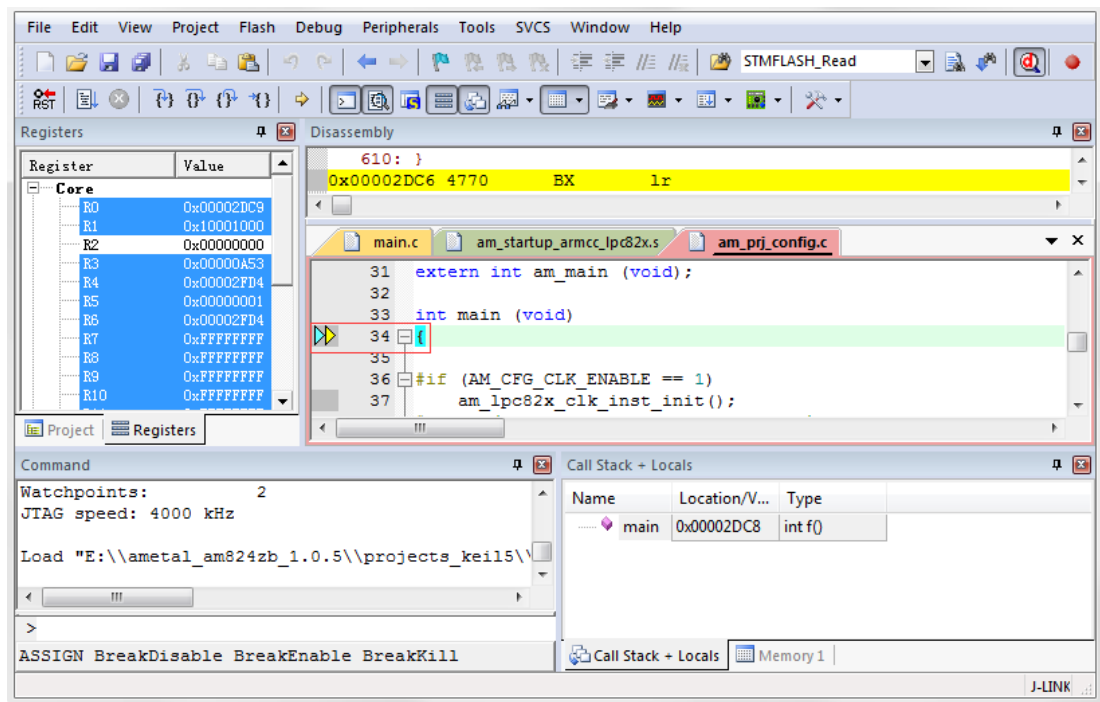 File Edit View Project Flash Debug Peripherals Tools SVCS Window Help
STMFLASH_Read
RST
Registers
Register Value
Core
R0 0x00002DC9
R1 0x10001000
R2 0x00000000
R3 0x00000A53
R4 0x00002FD4
R5 0x00000001
R6 0x00002FD4
R7 0xFFFFFFFF
R8 0xFFFFFFFF
R9 0xFFFFFFFF
R10 0xFFFFFFFF
Project Registers
Disassembly
610: }
0x00002DC6 4770 BX lr
main.c am_startup_armcc_lpc82x.s am_prj_config.c
31 extern int am_main (void);
32
33 int main (void)
34 {
35
36 #if (AM_CFG_CLK_ENABLE == 1)
37 am_lpc82x_clk_inst_init();
Command
Watchpoints: 2
JTAG speed: 4000 kHz
Load "E:\\ametal_am824zb_1.0.5\\projects_keil5\\
>
ASSIGN BreakDisable BreakEnable BreakKill
Call Stack + Locals
Name Location/V... Type
main 0x00002DC8 int f()
Call Stack + Locals Memory 1
J-LINK